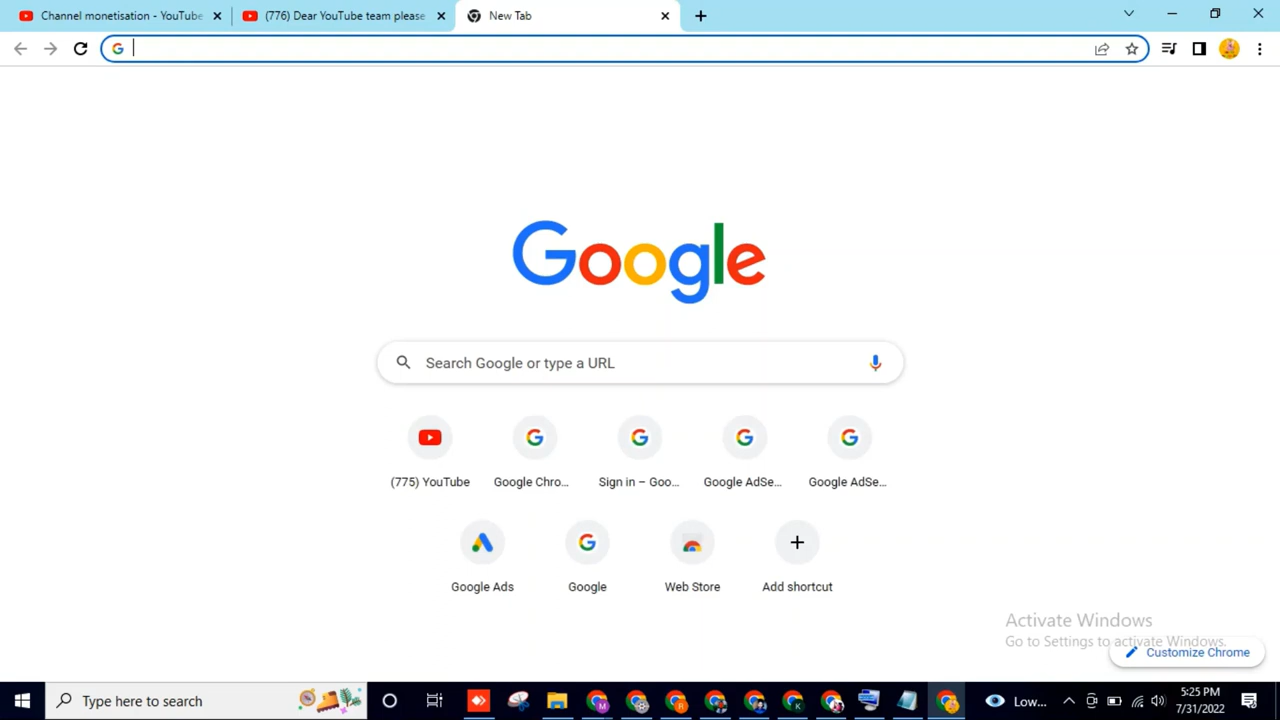 Channel monetisation - YouTube
(776) Dear YouTube team please
New Tab
Google
Search Google or type a URL
(775) YouTube
Google Chro...
Sign in – Goo...
Google AdSe...
Google AdSe...
Google Ads
Google
Web Store
Add shortcut
Activate Windows
Go to Settings to activate Windows.
Customize Chrome
Type here to search
Low...
5:25 PM
7/31/2022